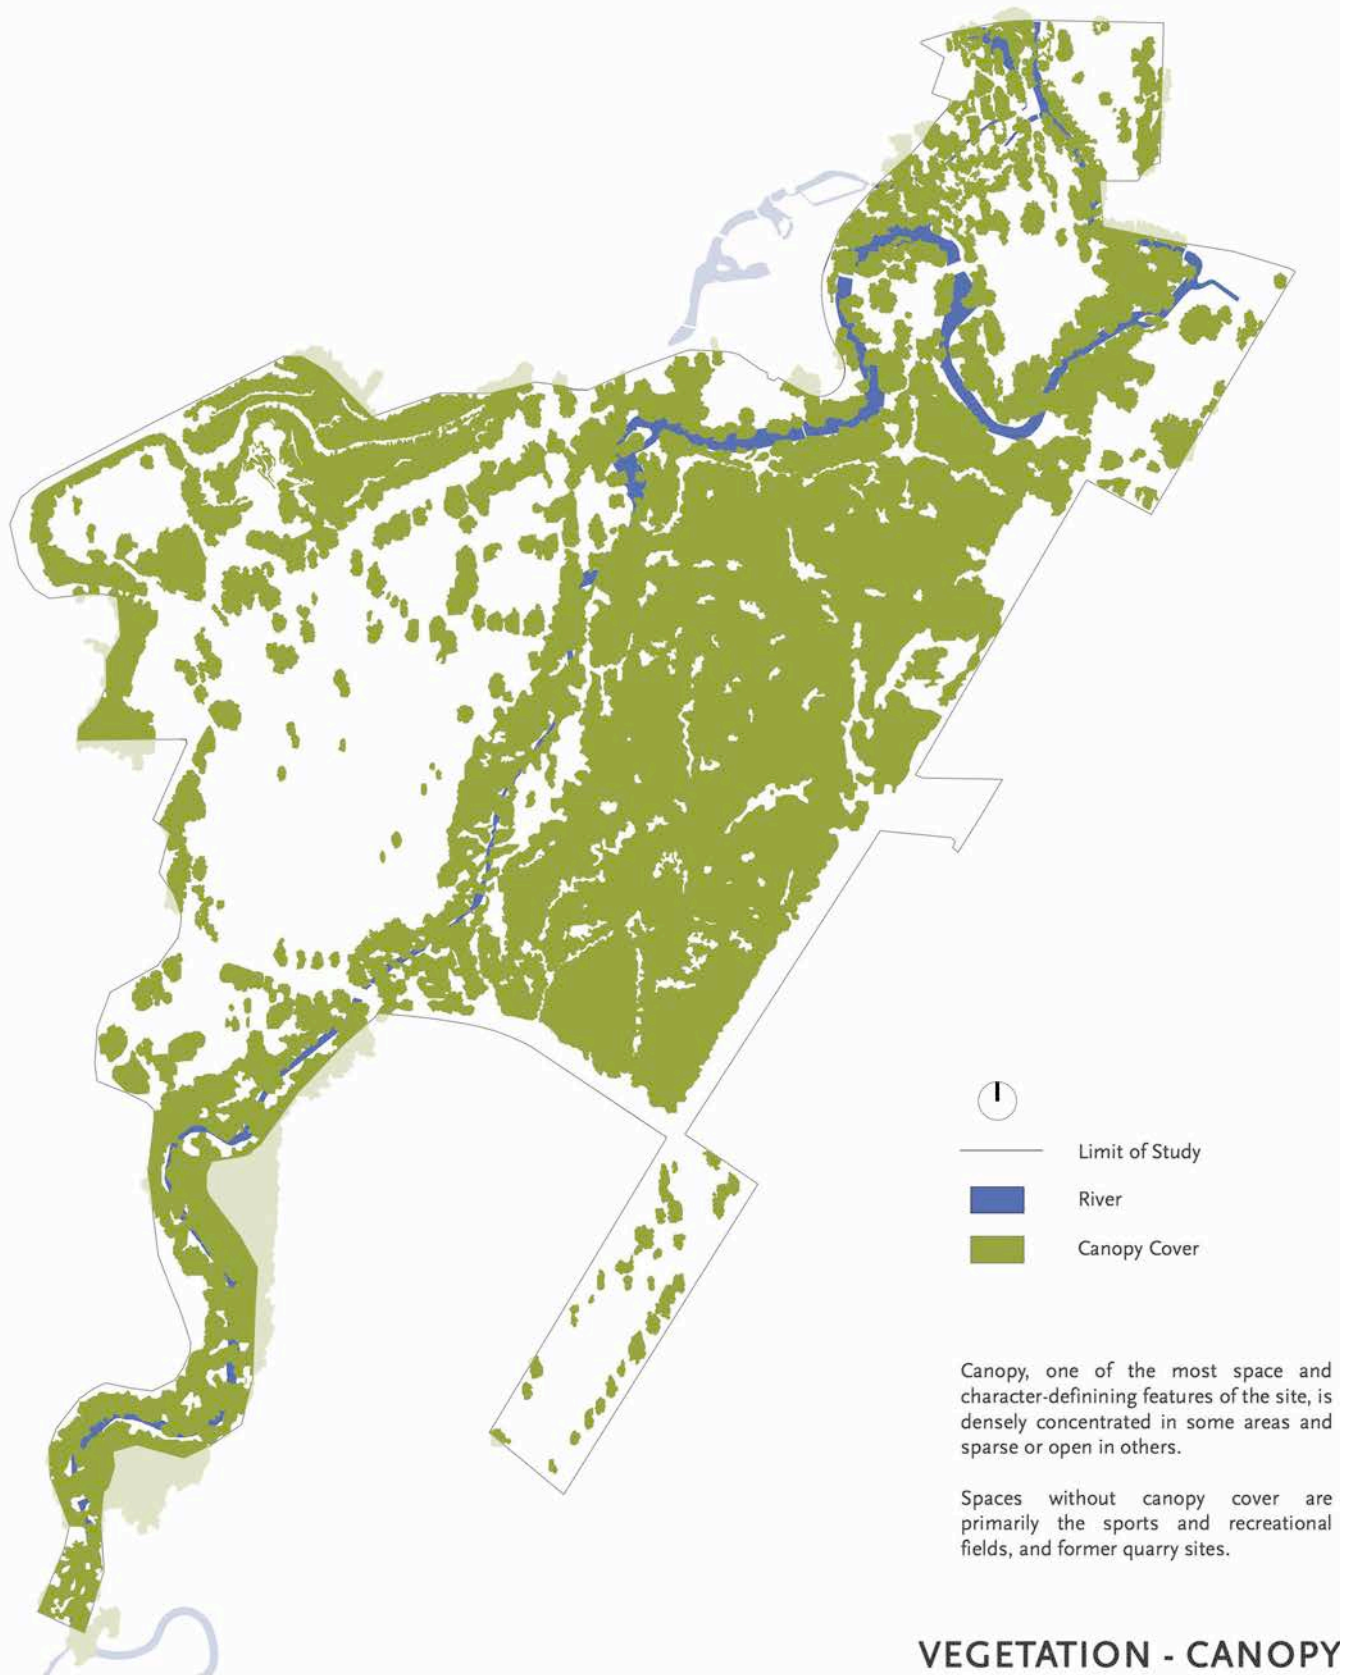 Limit of Study
River
Canopy Cover
Canopy, one of the most space and
character-definining features of the site, is
densely concentrated in some areas and
sparse or open in others.
Spaces without canopy cover are
primarily the sports and recreational
fields, and former quarry sites.
VEGETATION - CANOPY